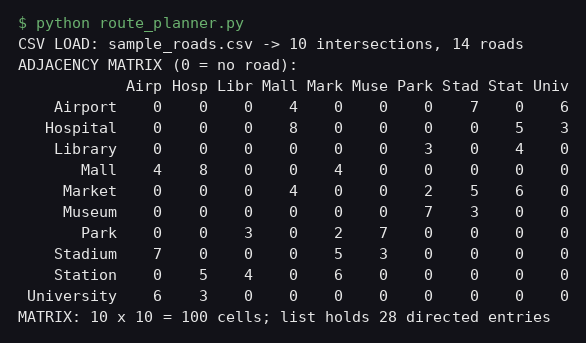 $ python route_planner.py
CSV LOAD: sample_roads.csv -> 10 intersections, 14 roads
ADJACENCY MATRIX (0 = no road):
            Airp Hosp Libr Mall Mark Muse Park Stad Stat Univ
    Airport    0    0    0    4    0    0    0    7    0    6
   Hospital    0    0    0    8    0    0    0    0    5    3
    Library    0    0    0    0    0    0    3    0    4    0
       Mall    4    8    0    0    4    0    0    0    0    0
     Market    0    0    0    4    0    0    2    5    6    0
     Museum    0    0    0    0    0    0    7    3    0    0
       Park    0    0    3    0    2    7    0    0    0    0
    Stadium    7    0    0    0    5    3    0    0    0    0
    Station    0    5    4    0    6    0    0    0    0    0
 University    6    3    0    0    0    0    0    0    0    0
MATRIX: 10 x 10 = 100 cells; list holds 28 directed entries